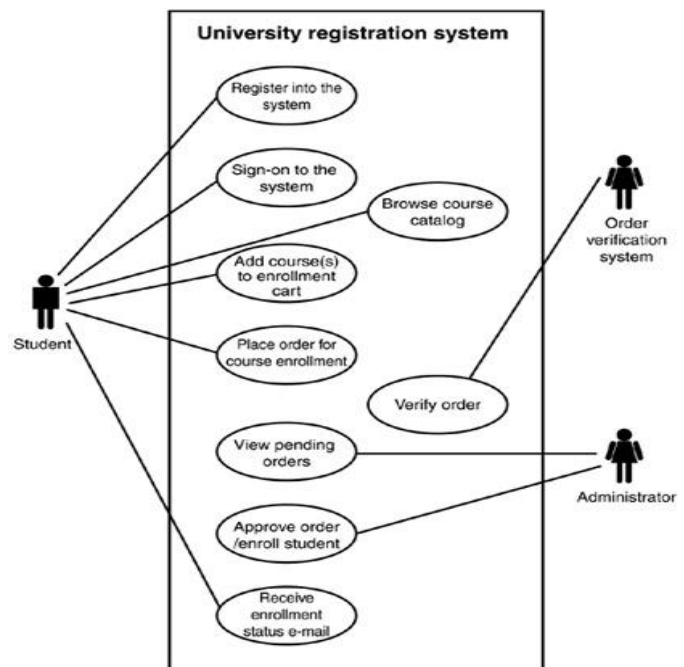 University registration system
Register into the
system
Sign-on to the
system
Browse course
catalog
Order
verification
system
Add course(s)
to enrollment
cart
Student
Place order for
course enrollment
Verify order
View pending
orders
Administrator
Approve order
/enroll student
Receive
enrollment
status e-mail